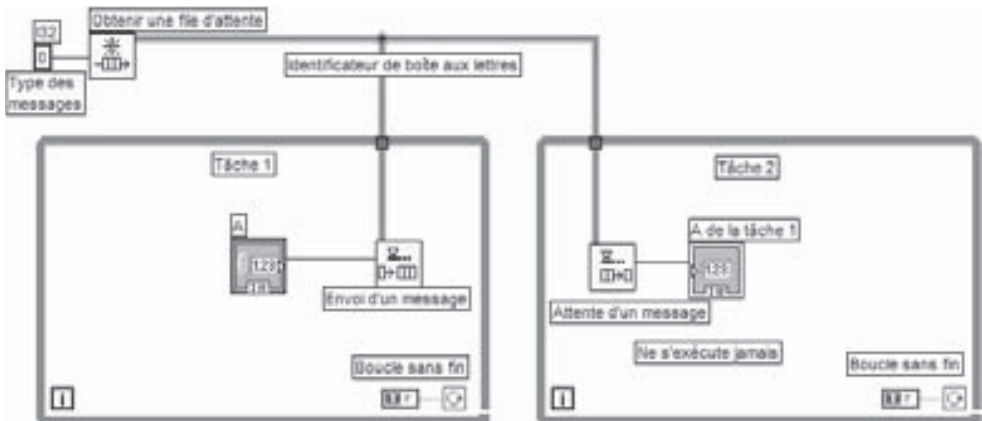 Obtenir une file d'attente
I32
0
Type des
messages
Identificateur de boîte aux lettres
Tâche 1
Tâche 2
A
123
Envoi d'un message
A de la tâche 1
Attente d'un message
Ne s'exécute jamais
Boucle sans fin
i
Boucle sans fin
i